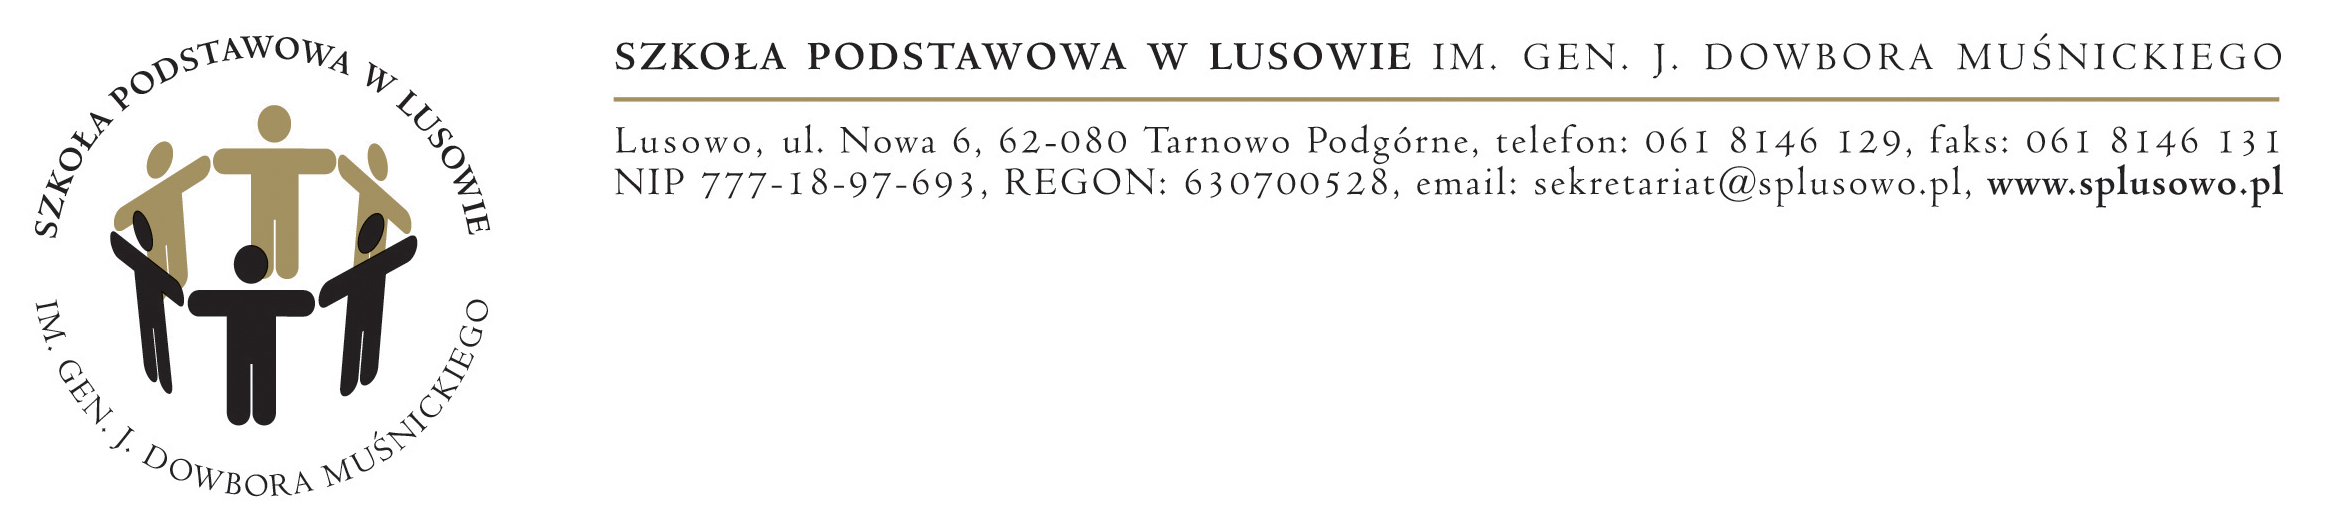 SZKOŁA PODSTAWOWA W LUSOWIE
IM. GEN. J. DOWBORA MUŚNICKIEGO
SZKOŁA PODSTAWOWA W LUSOWIE IM. GEN. J. DOWBORA MUŚNICKIEGO
Lusowo, ul. Nowa 6, 62-080 Tarnowo Podgórne, telefon: 061 8146 129, faks: 061 8146 131
NIP 777-18-97-693, REGON: 630700528, email: sekretariat@splusowo.pl, www.splusowo.pl